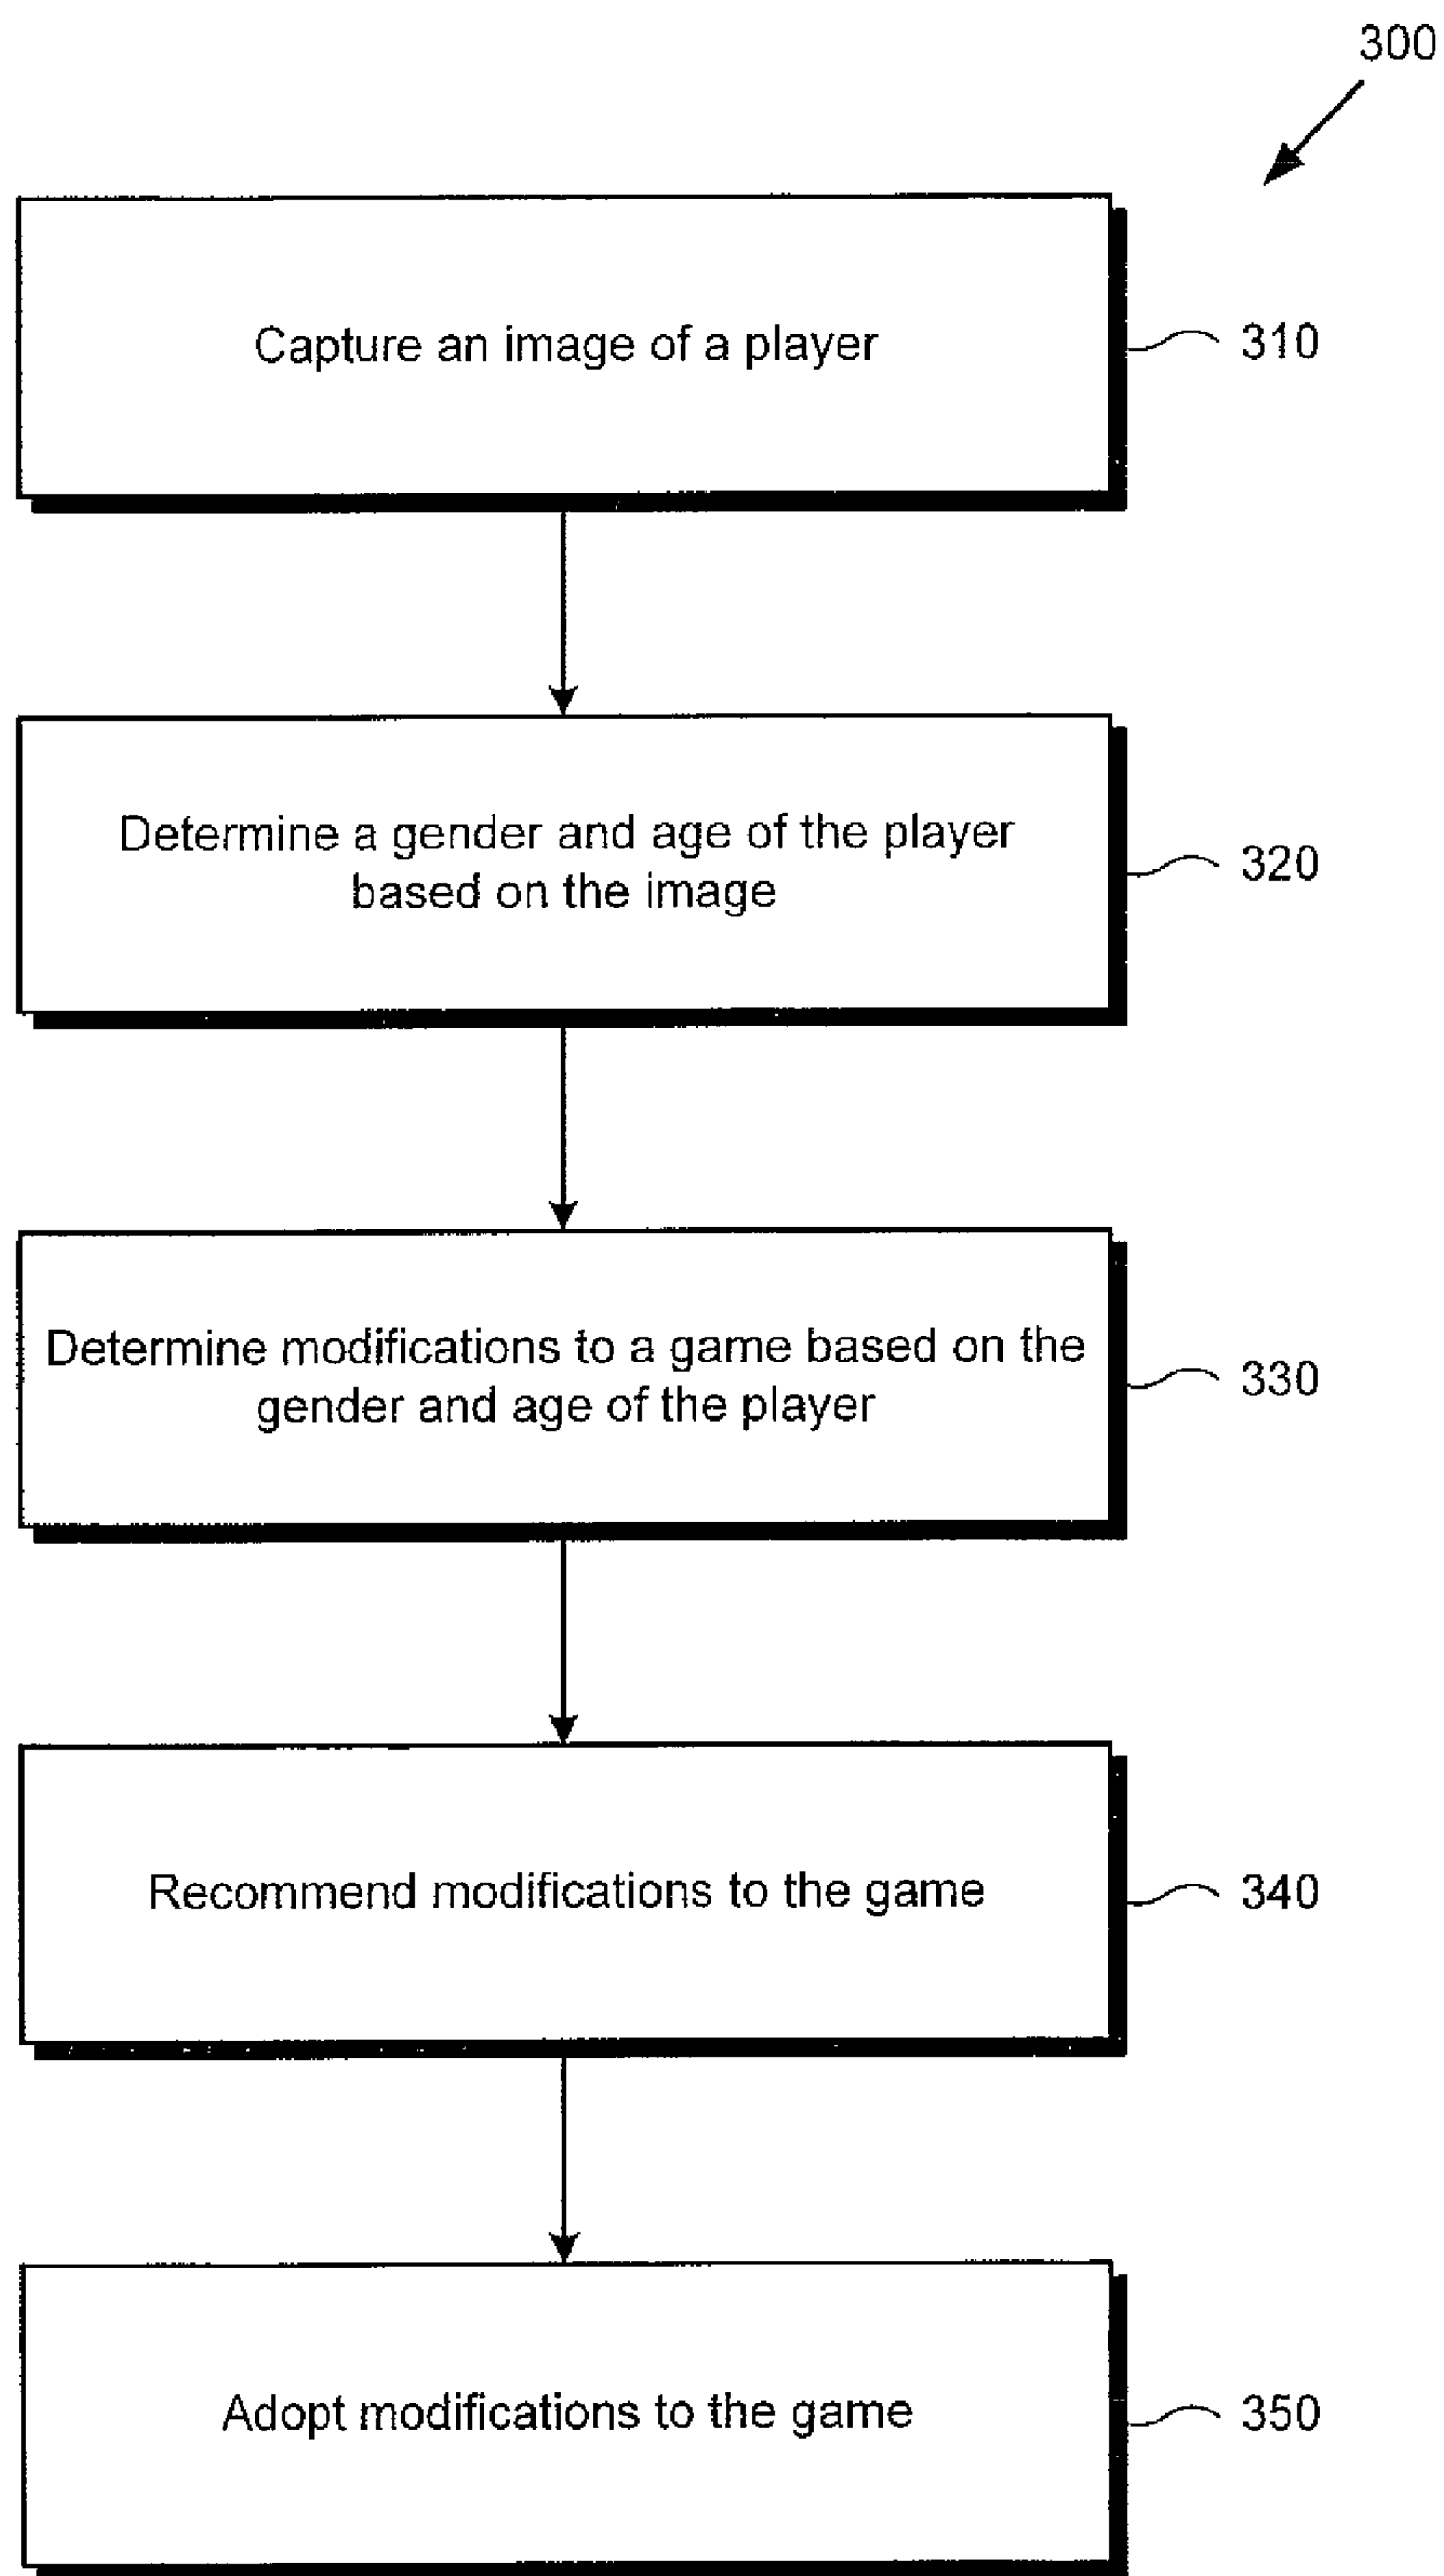 300
Capture an image of a player
310
Determine a gender and age of the player
based on the image
320
Determine modifications to a game based on the
gender and age of the player
330
Recommend modifications to the game
340
Adopt modifications to the game
350